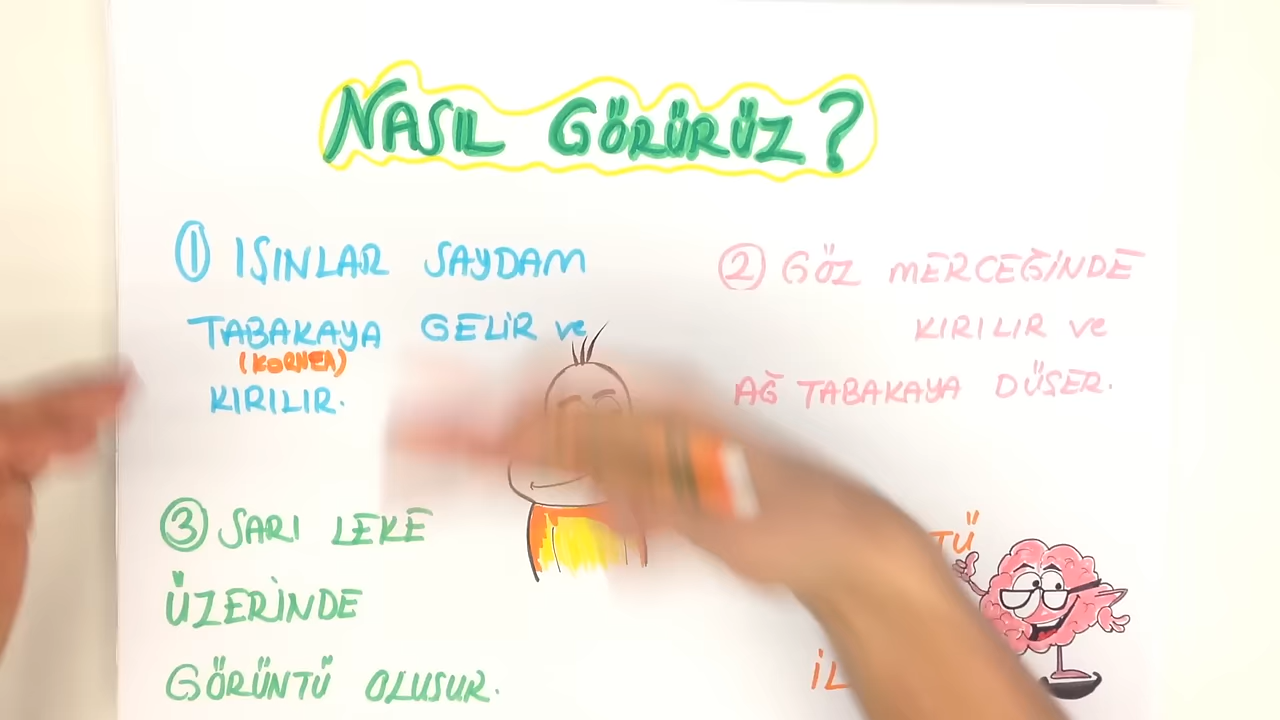 NASIL GÖRÜRÜZ?
① IŞINLAR SAYDAM
TABAKAYA GELİR ve
(KORNEA)
KIRILIR.
② GÖZ MERCEĞİNDE
KIRILIR ve
AĞ TABAKAYA DÜŞER.
③ SARI LEKE
ÜZERİNDE
GÖRÜNTÜ OLUŞUR.